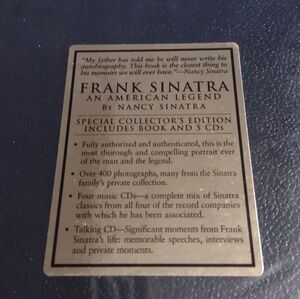 "My father has told me he will never write his
autobiography. This book is the closest thing to
his memoirs we will ever have."—Nancy Sinatra
FRANK SINATRA
AN AMERICAN LEGEND
BY NANCY SINATRA
SPECIAL COLLECTOR'S EDITION
INCLUDES BOOK AND 5 CDs
• Fully authorized and authenticated, this is the
most thorough and compelling portrait ever
of the man and the legend.
• Over 400 photographs, many from the Sinatra
family's private collection.
• Four music CDs—a complete mix of Sinatra
classics from all four of the record companies
with which he has been associated.
• Talking CD—Significant moments from Frank
Sinatra's life: memorable speeches, interviews
and private moments.